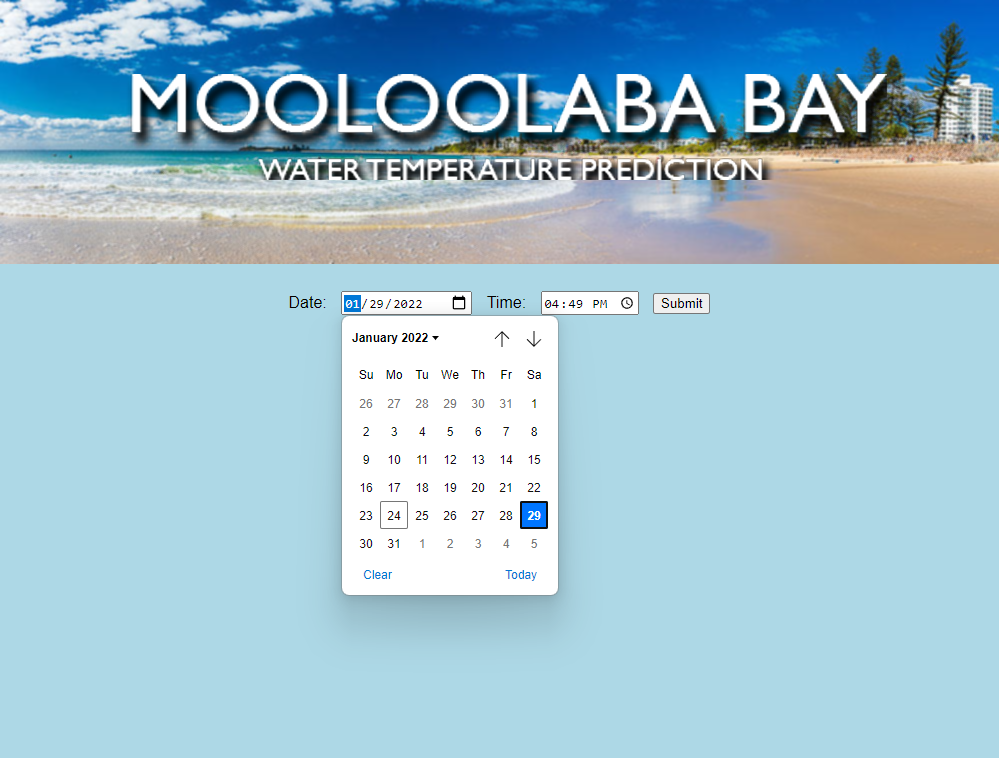 MOOLOOLABA BAY
WATER TEMPERATURE PREDICTION
Date: 01/29/2022 Time: 04:49 PM Submit
January 2022
Su Mo Tu We Th Fr Sa
26 27 28 29 30 31 1
2 3 4 5 6 7 8
9 10 11 12 13 14 15
16 17 18 19 20 21 22
23 24 25 26 27 28 29
30 31 1 2 3 4 5
Clear Today